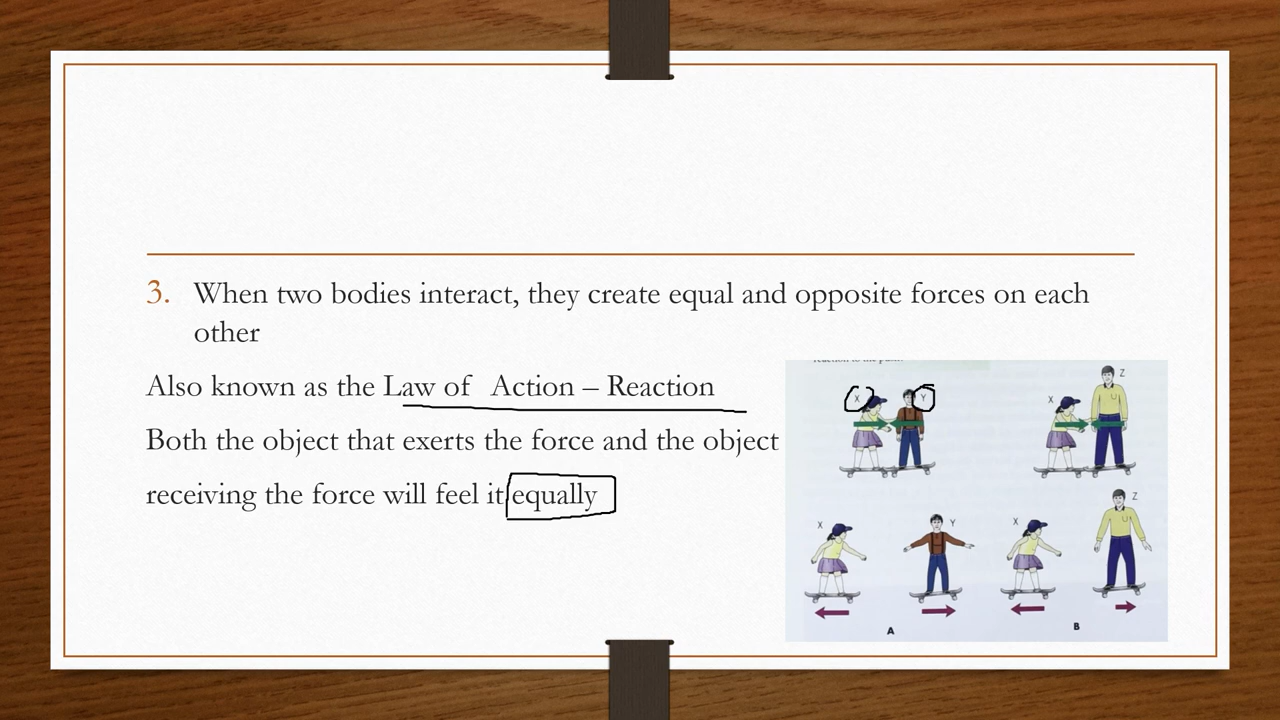 3. When two bodies interact, they create equal and opposite forces on each
other
Also known as the Law of Action – Reaction
Both the object that exerts the force and the object
receiving the force will feel it equally
X Y X Z
X Y X Z
A B